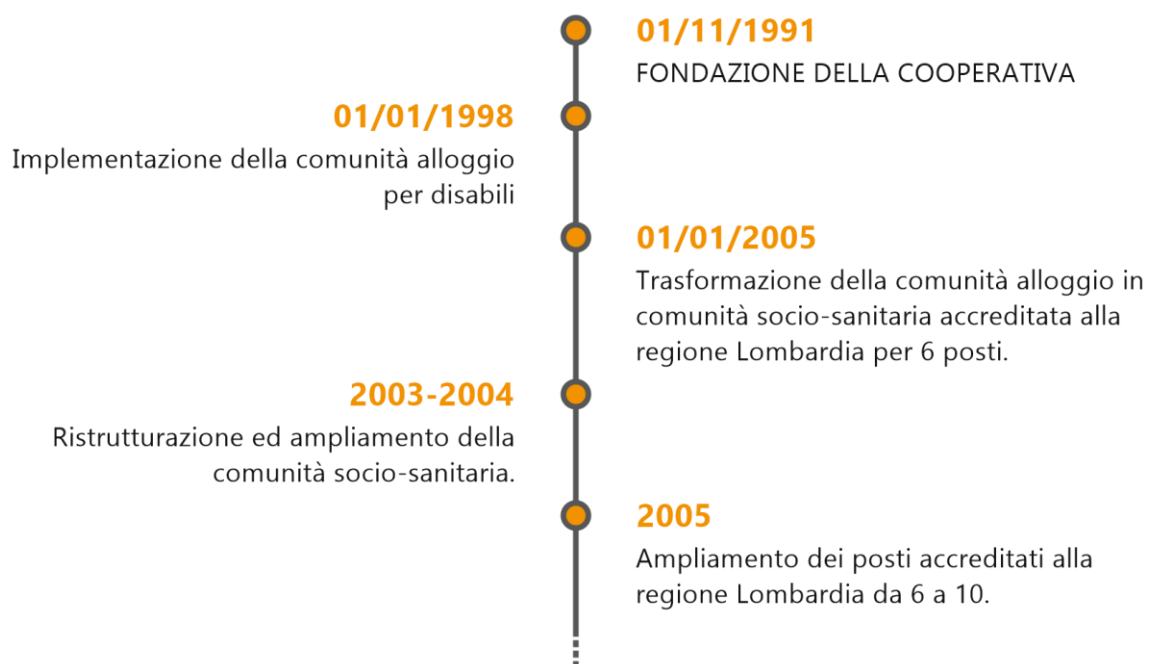 01/11/1991
FONDAZIONE DELLA COOPERATIVA
01/01/1998
Implementazione della comunità alloggio
per disabili
01/01/2005
Trasformazione della comunità alloggio in
comunità socio-sanitaria accreditata alla
regione Lombardia per 6 posti.
2003-2004
Ristrutturazione ed ampliamento della
comunità socio-sanitaria.
2005
Ampliamento dei posti accreditati alla
regione Lombardia da 6 a 10.